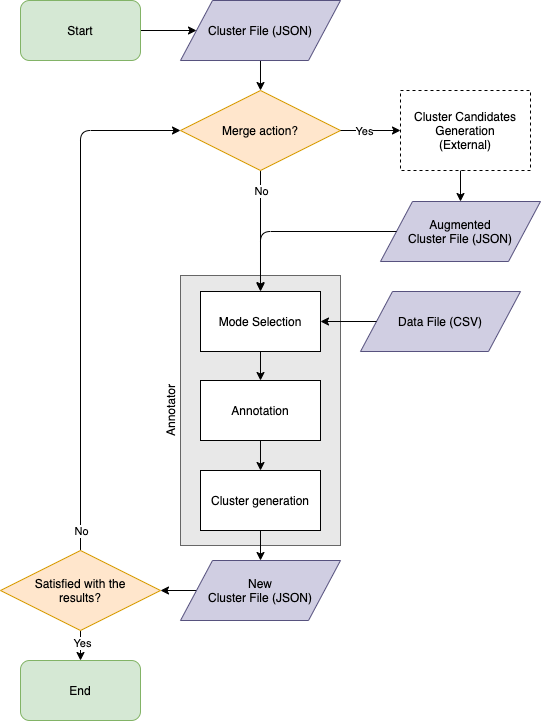 Start
Cluster File (JSON)
Merge action?
Yes
Cluster Candidates
Generation
(External)
No
Augmented
Cluster File (JSON)
Mode Selection
Data File (CSV)
Annotator
Annotation
Cluster generation
No
Satisfied with the
results?
New
Cluster File (JSON)
Yes
End